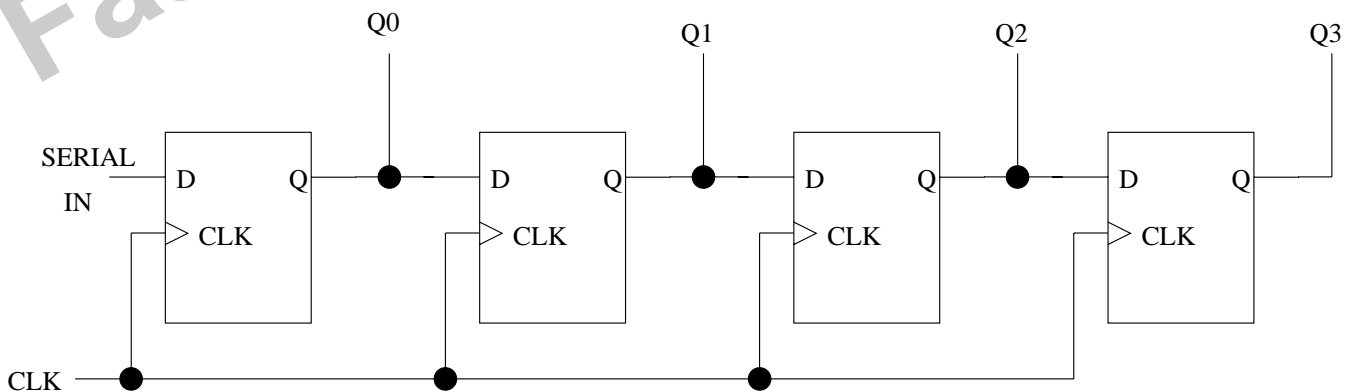 Q0 Q1 Q2 Q3
SERIAL
IN
D Q D Q D Q D Q
CLK CLK CLK CLK
CLK